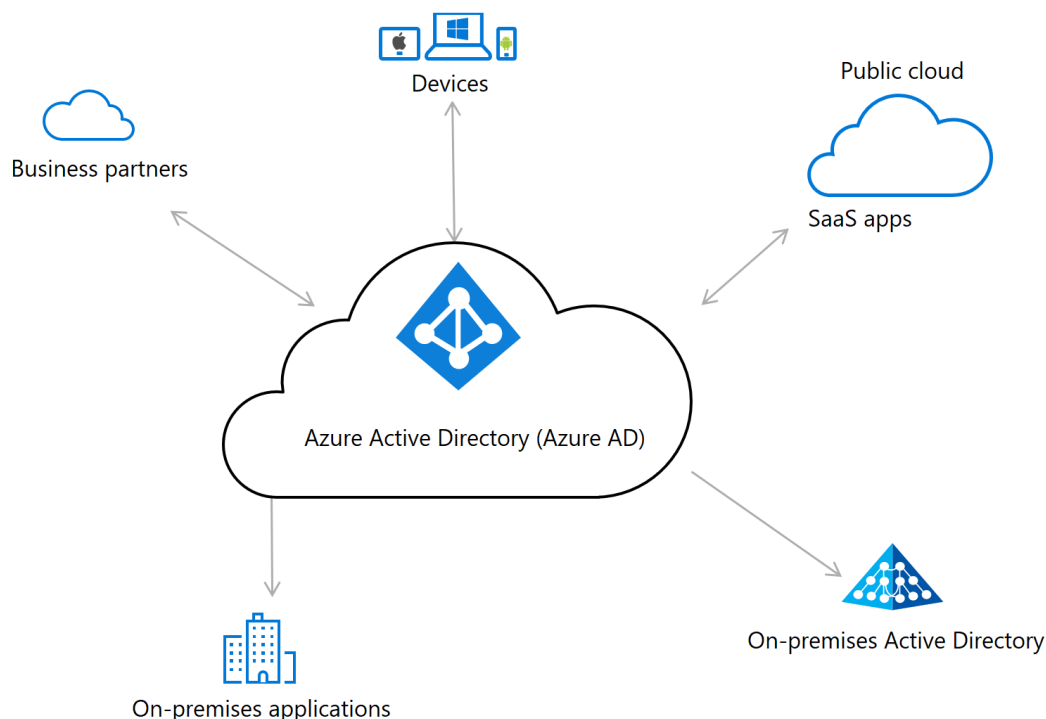 Devices
Public cloud
Business partners
SaaS apps
Azure Active Directory (Azure AD)
On-premises Active Directory
On-premises applications